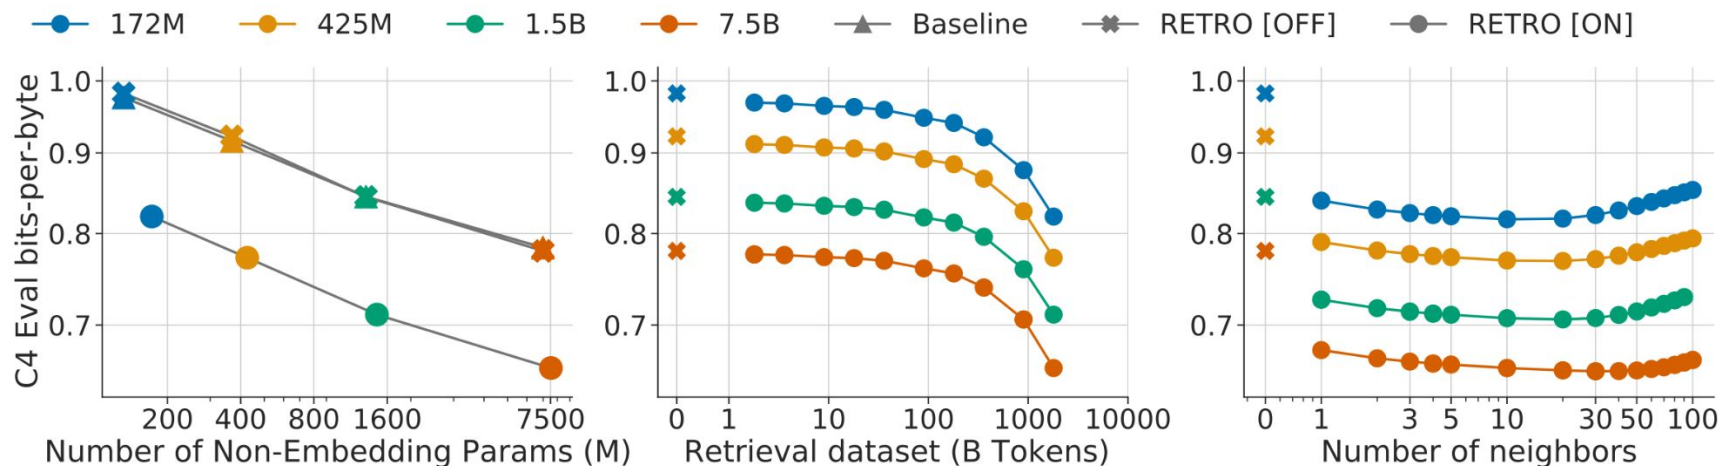 172M 425M 1.5B 7.5B Baseline RETRO [OFF] RETRO [ON]
C4 Eval bits-per-byte
1.0
0.9
0.8
0.7
200 400 800 1600 7500
Number of Non-Embedding Params (M)
1.0
0.9
0.8
0.7
0 1 10 100 1000 10000
Retrieval dataset (B Tokens)
1.0
0.9
0.8
0.7
0 1 3 5 10 30 50 100
Number of neighbors